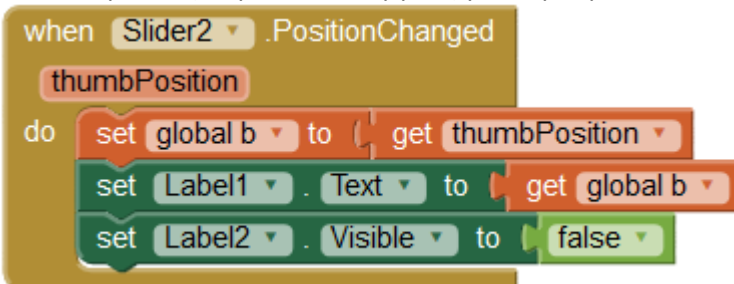 when Slider2 .PositionChanged
thumbPosition
do set global b to get thumbPosition
set Label1 . Text to get global b
set Label2 . Visible to false